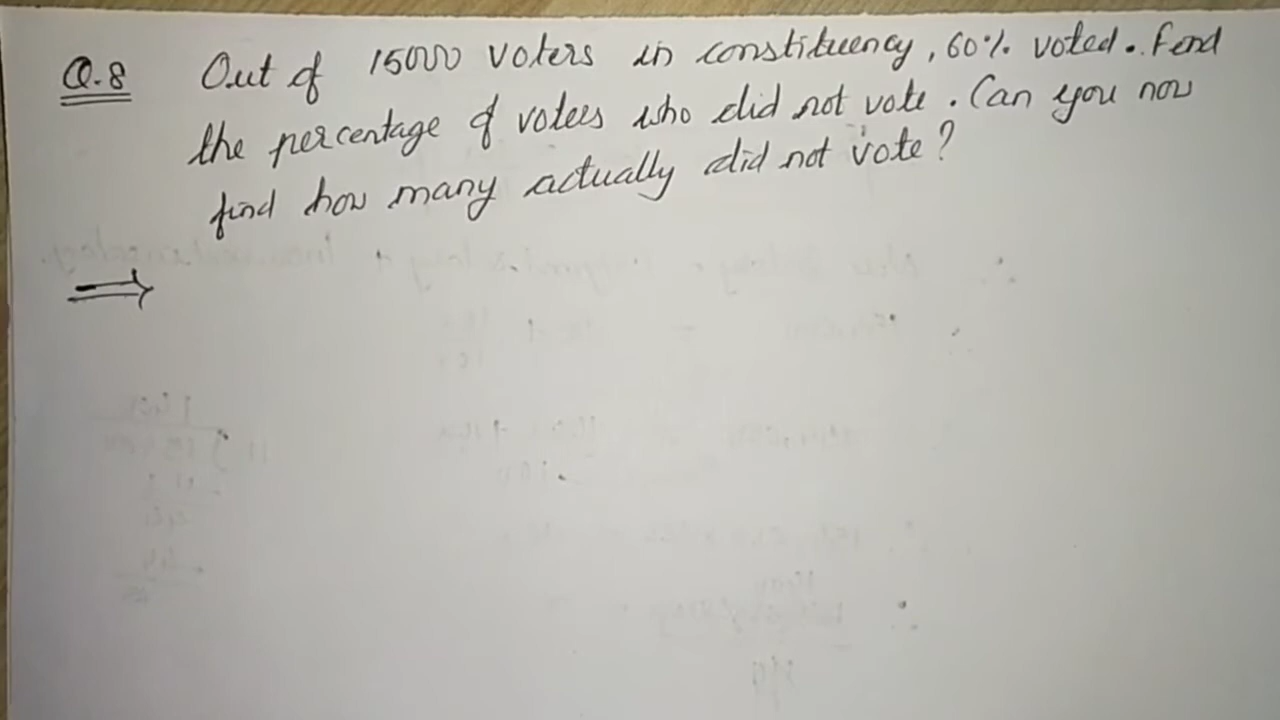 Q.8 Out of 15000 voters in constituency, 60% voted. Find
the percentage of voters who did not vote. Can you now
find how many actually did not vote?